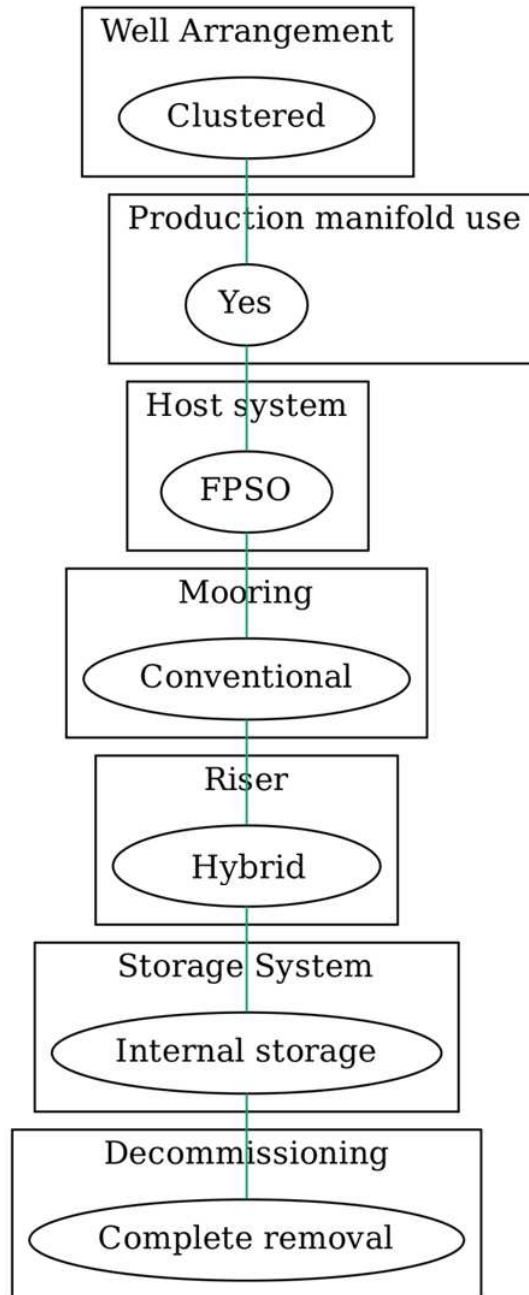 Well Arrangement
Clustered
Production manifold use
Yes
Host system
FPSO
Mooring
Conventional
Riser
Hybrid
Storage System
Internal storage
Decommissioning
Complete removal